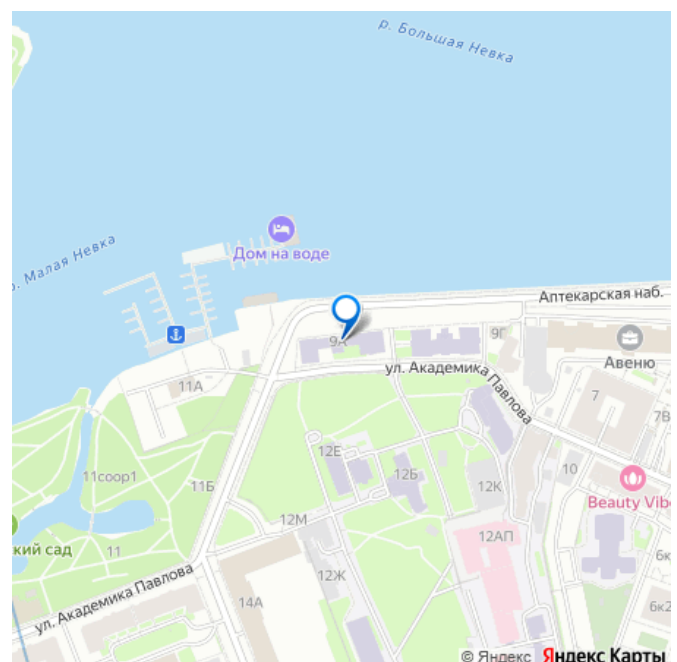 р. Большая Невка
р. Малая Невка
Дом на воде
Аптекарская наб.
9А
9Г
Авеню
ул. Академика Павлова
11А
7
7В
12Е
12Б
10
11соор1
11Б
12К
Beauty Vibe
12М
12АП
кий сад
11
6к
12Ж
ул. Академика Павлова
14А
6к2
© Яндекс Яндекс Карты